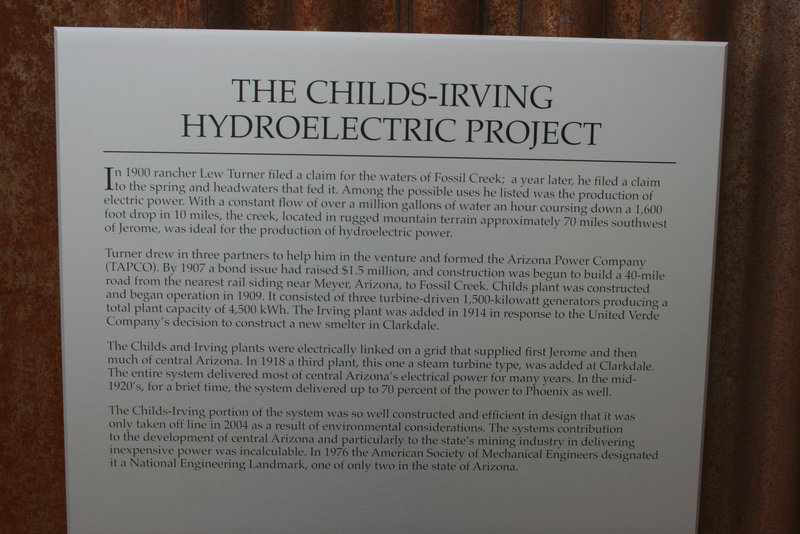 THE CHILDS-IRVING
HYDROELECTRIC PROJECT
In 1900 rancher Lew Turner filed a claim for the waters of Fossil Creek; a year later, he filed a claim
to the spring and headwaters that fed it. Among the possible uses he listed was the production of
electric power. With a constant flow of over a million gallons of water an hour coursing down a 1,600
foot drop in 10 miles, the creek, located in rugged mountain terrain approximately 70 miles southwest
of Jerome, was ideal for the production of hydroelectric power.
Turner drew in three partners to help him in the venture and formed the Arizona Power Company
(TAPCO). By 1907 a bond issue had raised $1.5 million, and construction was begun to build a 40-mile
road from the nearest rail siding near Meyer, Arizona, to Fossil Creek. Childs plant was constructed
and began operation in 1909. It consisted of three turbine-driven 1,500-kilowatt generators producing a
total plant capacity of 4,500 kWh. The Irving plant was added in 1914 in response to the United Verde
Company's decision to construct a new smelter in Clarkdale.
The Childs and Irving plants were electrically linked on a grid that supplied first Jerome and then
much of central Arizona. In 1918 a third plant, this one a steam turbine type, was added at Clarkdale.
The entire system delivered most of central Arizona's electrical power for many years. In the mid-
1920's, for a brief time, the system delivered up to 70 percent of the power to Phoenix as well.
The Childs-Irving portion of the system was so well constructed and efficient in design that it was
only taken off line in 2004 as a result of environmental considerations. The systems contribution
to the development of central Arizona and particularly to the state's mining industry in delivering
inexpensive power was incalculable. In 1976 the American Society of Mechanical Engineers designated
it a National Engineering Landmark, one of only two in the state of Arizona.